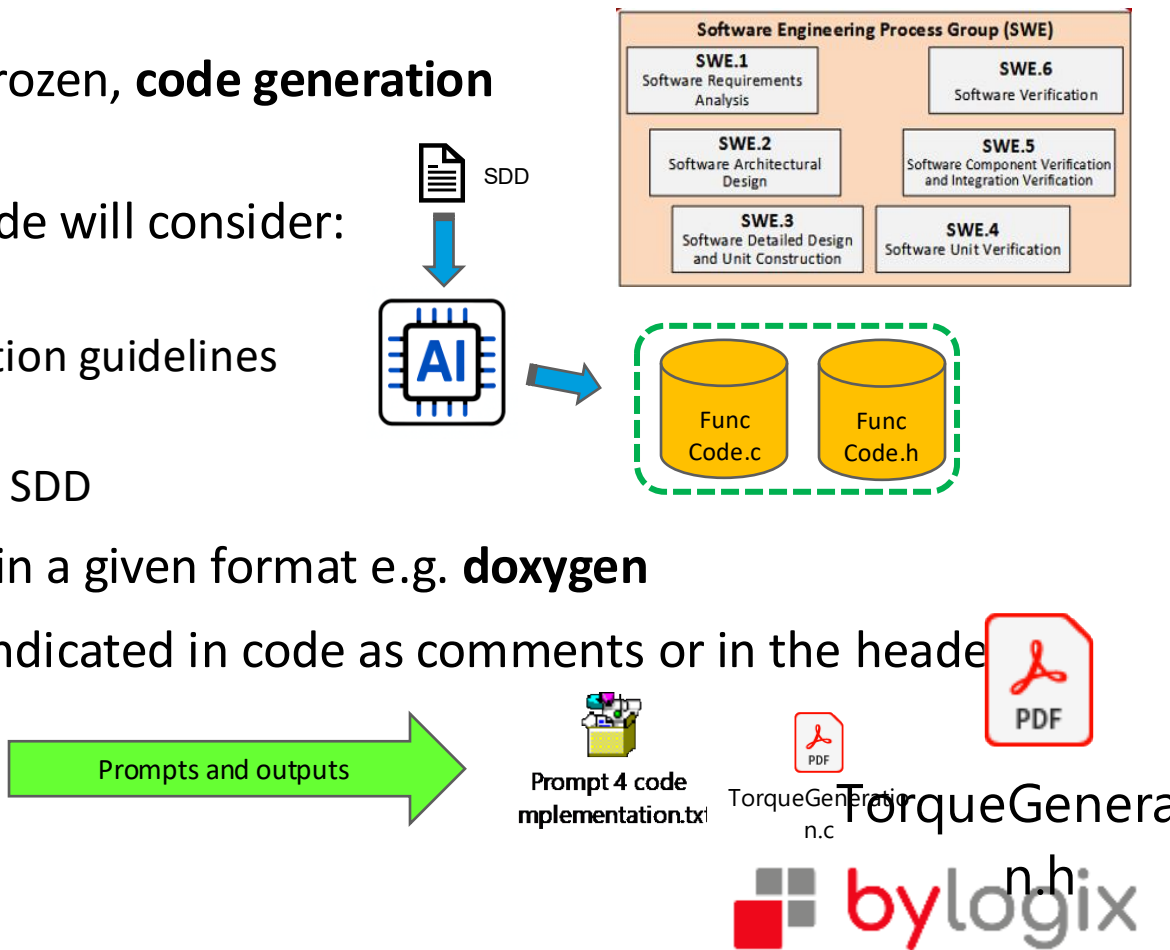 rozen, code generation
de will consider:
tion guidelines
SDD
in a given format e.g. doxygen
ndicated in code as comments or in the heade
SDD
AI
Software Engineering Process Group (SWE)
SWE.1
Software Requirements
Analysis
SWE.6
Software Verification
SWE.2
Software Architectural
Design
SWE.5
Software Component Verification
and Integration Verification
SWE.3
Software Detailed Design
and Unit Construction
SWE.4
Software Unit Verification
Func
Code.c
Func
Code.h
Prompts and outputs
Prompt 4 code
mplementation.txt
PDF
TorqueGeneratio
n.c
PDF
TorqueGenera
n.h
bylogix